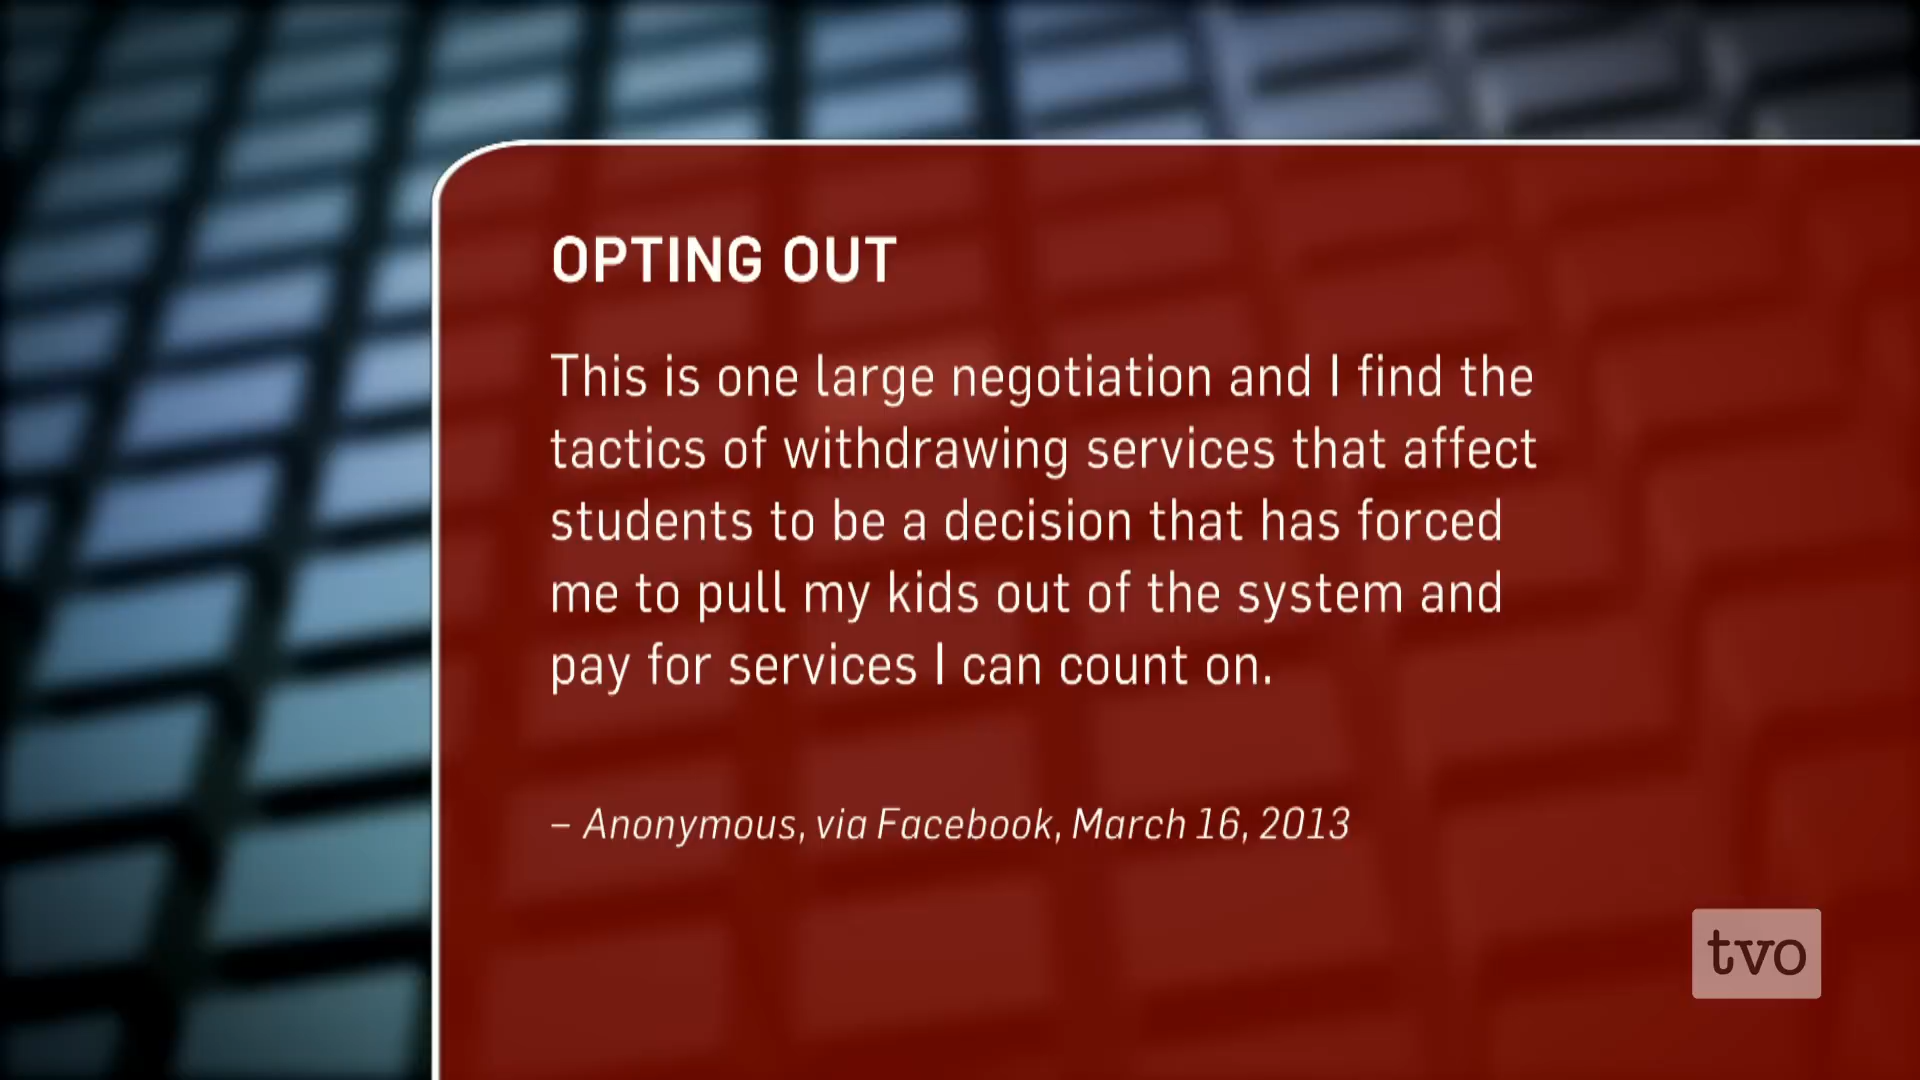 OPTING OUT
This is one large negotiation and I find the
tactics of withdrawing services that affect
students to be a decision that has forced
me to pull my kids out of the system and
pay for services I can count on.
– Anonymous, via Facebook, March 16, 2013
tvo